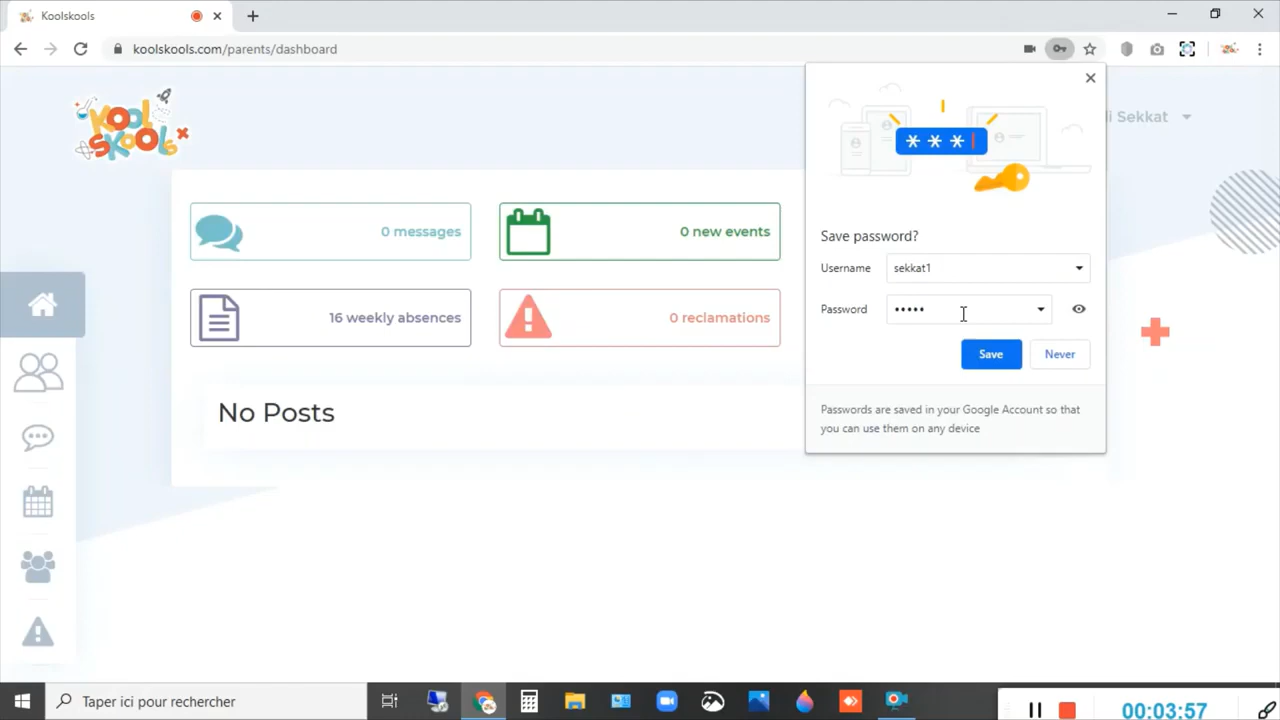 Koolskools
koolskools.com/parents/dashboard
KOOL
SKOOLS
i Sekkat
0 messages
0 new events
16 weekly absences
0 reclamations
No Posts
* * *
Save password?
Username
sekkat1
Password
•••••
Save
Never
Passwords are saved in your Google Account so that
you can use them on any device
Taper ici pour rechercher
00:03:57